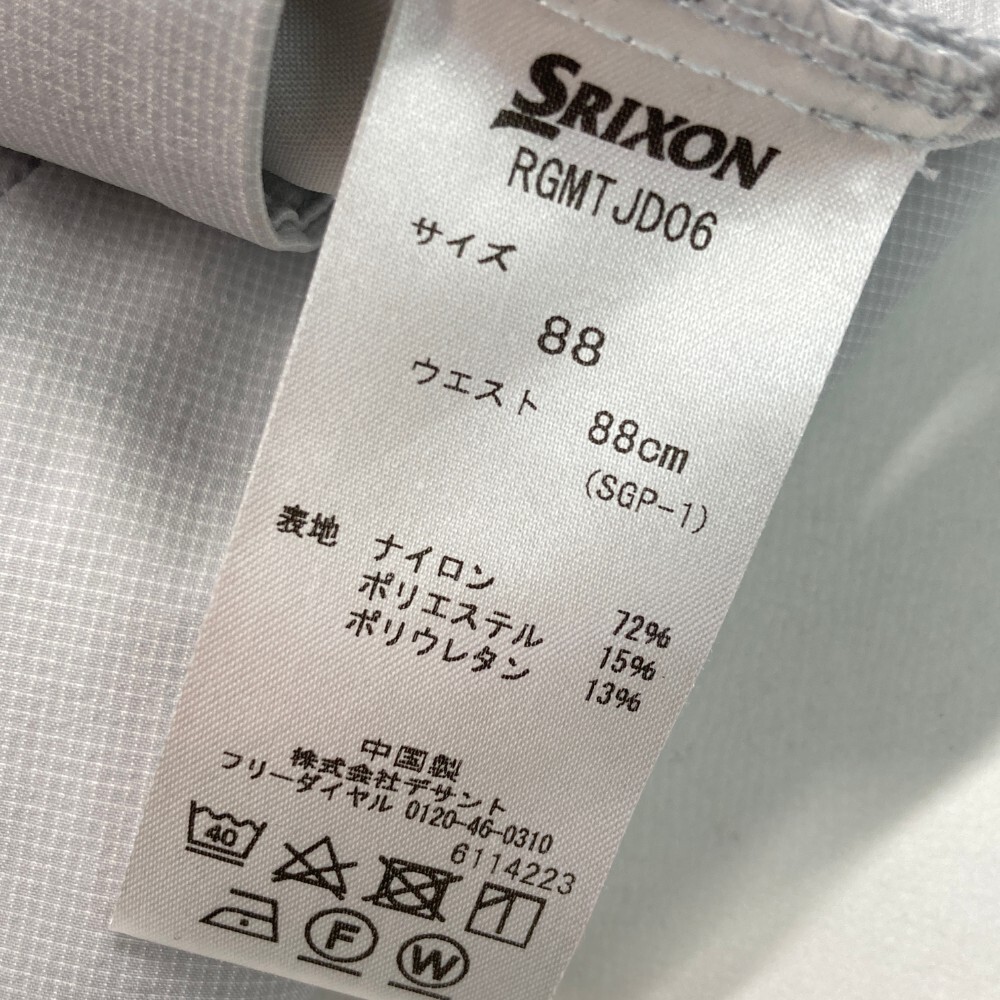 SRIXON
RGMTJD06
サイズ
88
ウエスト 88cm
(SGP-1)
表地 ナイロン 72%
ポリエステル 15%
ポリウレタン 13%
中国製
株式会社デサント
フリーダイヤル 0120-46-0310
6114223
40
F
W